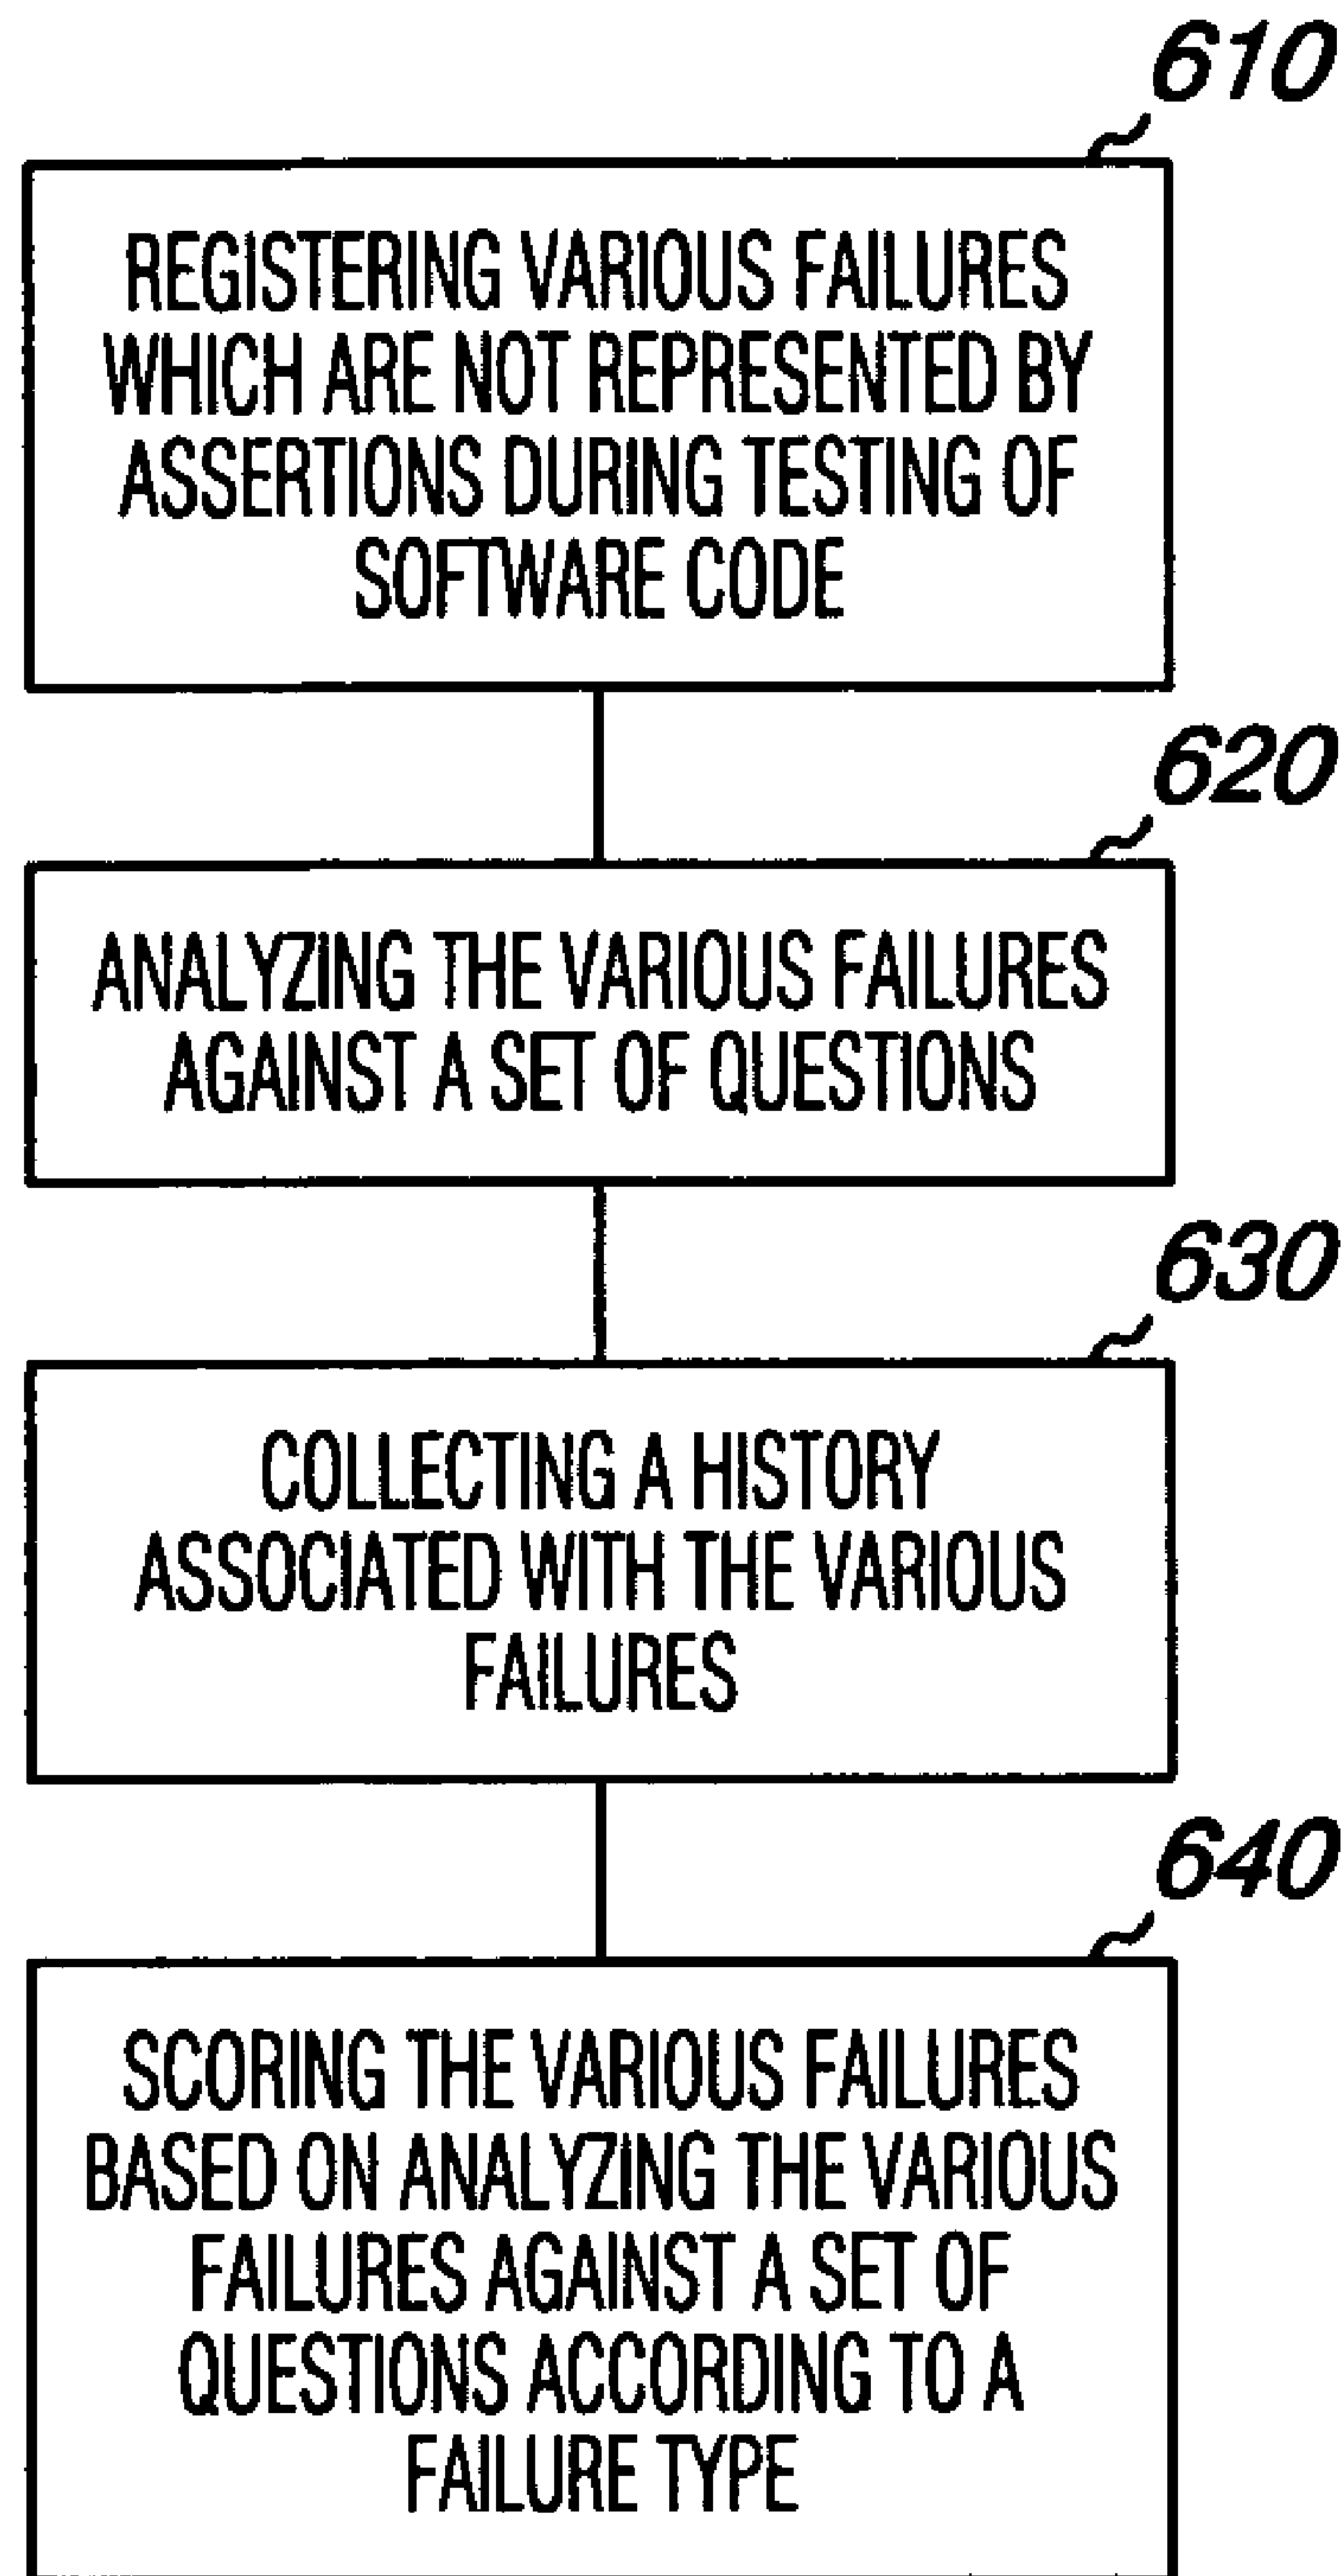 610
REGISTERING VARIOUS FAILURES
WHICH ARE NOT REPRESENTED BY
ASSERTIONS DURING TESTING OF
SOFTWARE CODE
620
ANALYZING THE VARIOUS FAILURES
AGAINST A SET OF QUESTIONS
630
COLLECTING A HISTORY
ASSOCIATED WITH THE VARIOUS
FAILURES
640
SCORING THE VARIOUS FAILURES
BASED ON ANALYZING THE VARIOUS
FAILURES AGAINST A SET OF
QUESTIONS ACCORDING TO A
FAILURE TYPE